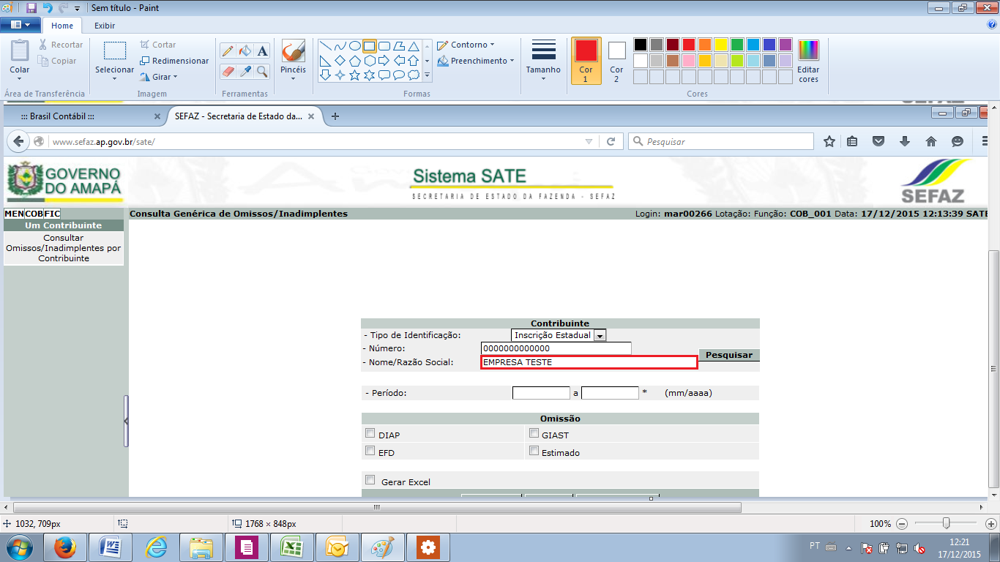 Sem título - Paint
Home
Exibir
Colar
Recortar
Copiar
Área de Transferência
Selecionar
Cortar
Redimensionar
Girar
Imagem
A
Ferramentas
Pincéis
Contorno
Preenchimento
Formas
Tamanho
Cor
1
Cor
2
Editar
cores
Cores
::: Brasil Contábil :::
SEFAZ - Secretaria de Estado da...
www.sefaz.ap.gov.br/sate/
Pesquisar
GOVERNO
DO AMAPÁ
Sistema SATE
SECRETARIA DE ESTADO DA FAZENDA - SEFAZ
SEFAZ
MEN COB FIC
Consulta Genérica de Omissos/Inadimplentes
Login: mar00266 Lotação: Função: COB_001 Data: 17/12/2015 12:13:39 SATE
Um Contribuinte
Consultar
Omissos/Inadimplentes por
Contribuinte
Contribuinte
- Tipo de Identificação: Inscrição Estadual
- Número: 0000000000000
- Nome/Razão Social: EMPRESA TESTE
Pesquisar
- Período: a * (mm/aaaa)
Omissão
DIAP
GIAST
EFD
Estimado
Gerar Excel
1032, 709px
1768 × 848px
100%
PT
12:21
17/12/2015